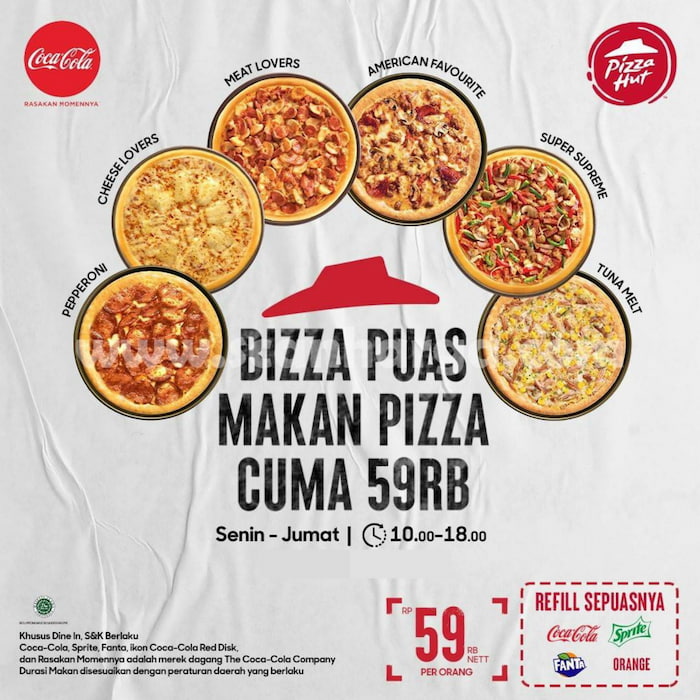 Coca-Cola
RASAKAN MOMENNYA
Pizza
Hut
MEAT LOVERS
AMERICAN FAVOURITE
CHEESE LOVERS
SUPER SUPREME
PEPPERONI
TUNA MELT
BIZZA PUAS
MAKAN PIZZA
CUMA 59RB
Senin - Jumat | 10.00-18.00
Khusus Dine In, S&K Berlaku
Coca-Cola, Sprite, Fanta, ikon Coca-Cola Red Disk,
dan Rasakan Momennya adalah merek dagang The Coca-Cola Company
Durasi Makan disesuaikan dengan peraturan daerah yang berlaku
RP 59 RB NETT
PER ORANG
REFILL SEPUASNYA
Coca-Cola Sprite
FANTA ORANGE